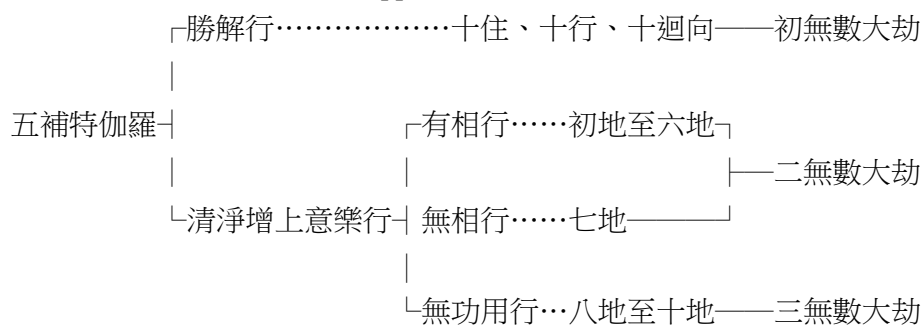 ┌勝解行………………十住、十行、十迴向──初無數大劫
│
五補特伽羅┤ ┌有相行……初地至六地┐
│ │ ├──二無數大劫
└清淨增上意樂行┤無相行……七地────┘
│
└無功用行…八地至十地──三無數大劫